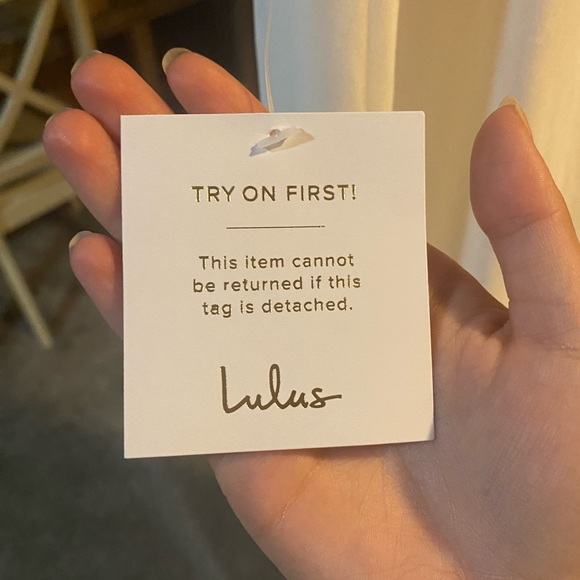 TRY ON FIRST!
This item cannot
be returned if this
tag is detached.
Lulus